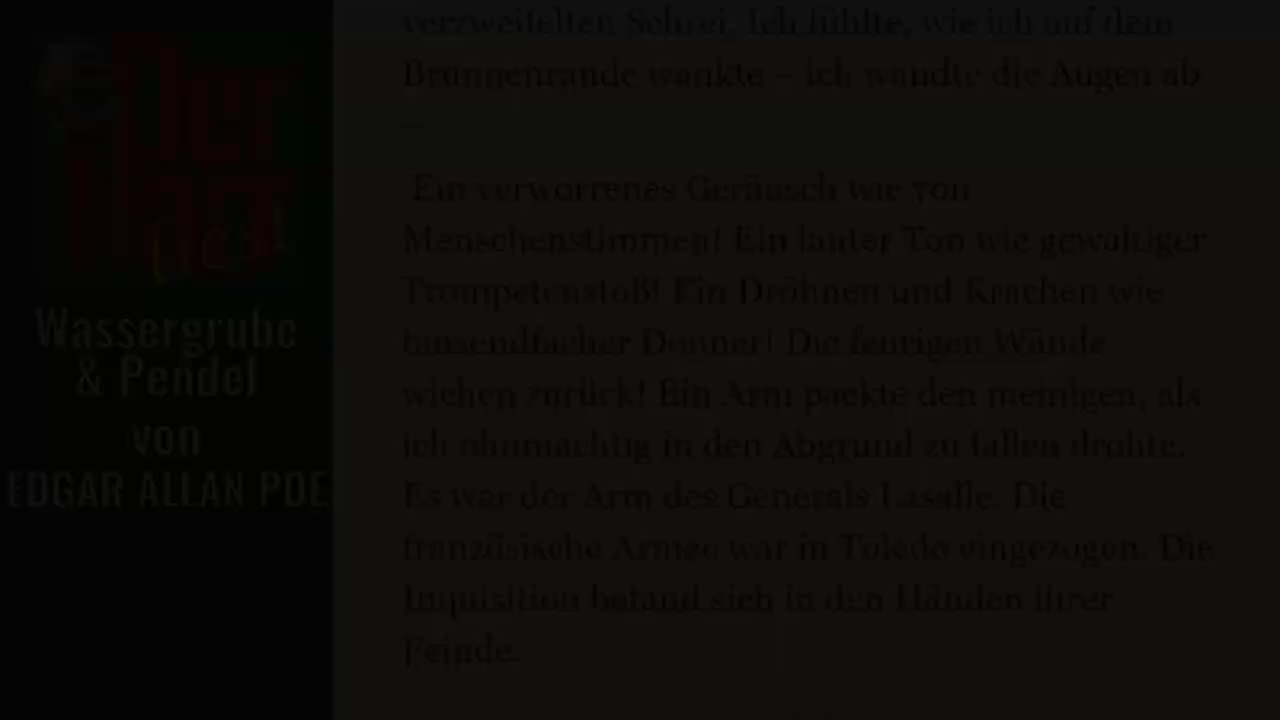 Der
Narr
liest
Wassergrube
& Pendel
von
EDGAR ALLAN POE
verzweifelten Schrei, ich fühlte, wie ich auf dem
Brunnenrande wankte – ich wandte die Augen ab
–
Ein verworrenes Geräusch wie von
Menschenstimmen! Ein lauter Ton wie gewaltiger
Trompetenstoß! Ein Dröhnen und Krachen wie
tausendfacher Donner! Die feurigen Wände
wichen zurück! Ein Arm packte den meinigen, als
ich ohnmächtig in den Abgrund zu fallen drohte.
Es war der Arm des Generals Lasalle. Die
französische Armee war in Toledo eingezogen. Die
Inquisition befand sich in den Händen ihrer
Feinde.